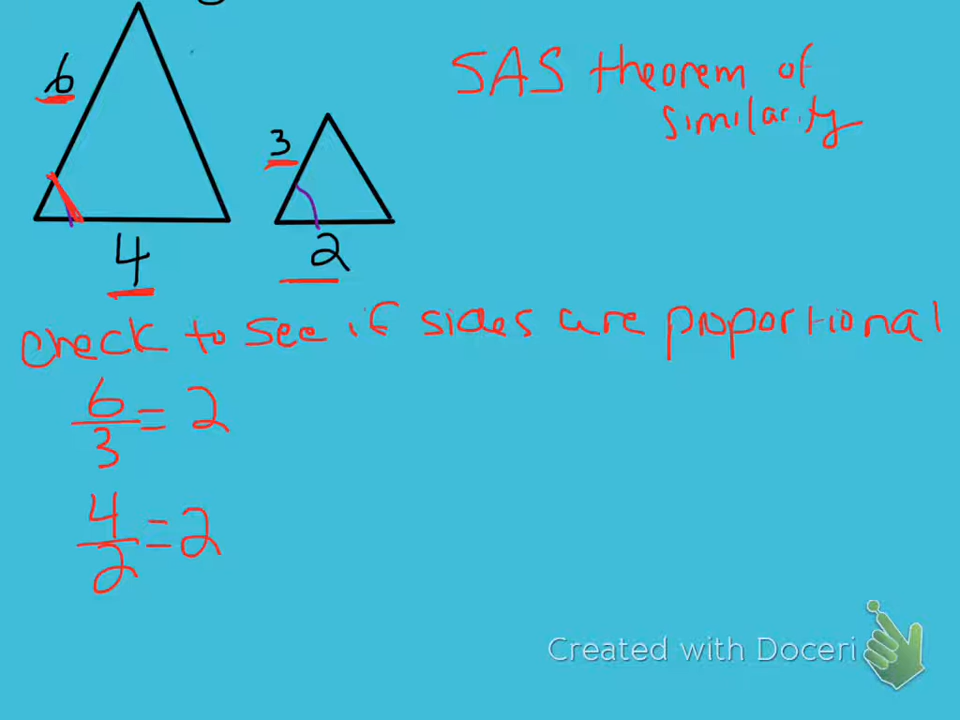 6
SAS theorem of
similarity
3
4
2
check to see if sides are proportional
6/3 = 2
4/2 = 2
Created with Doceri